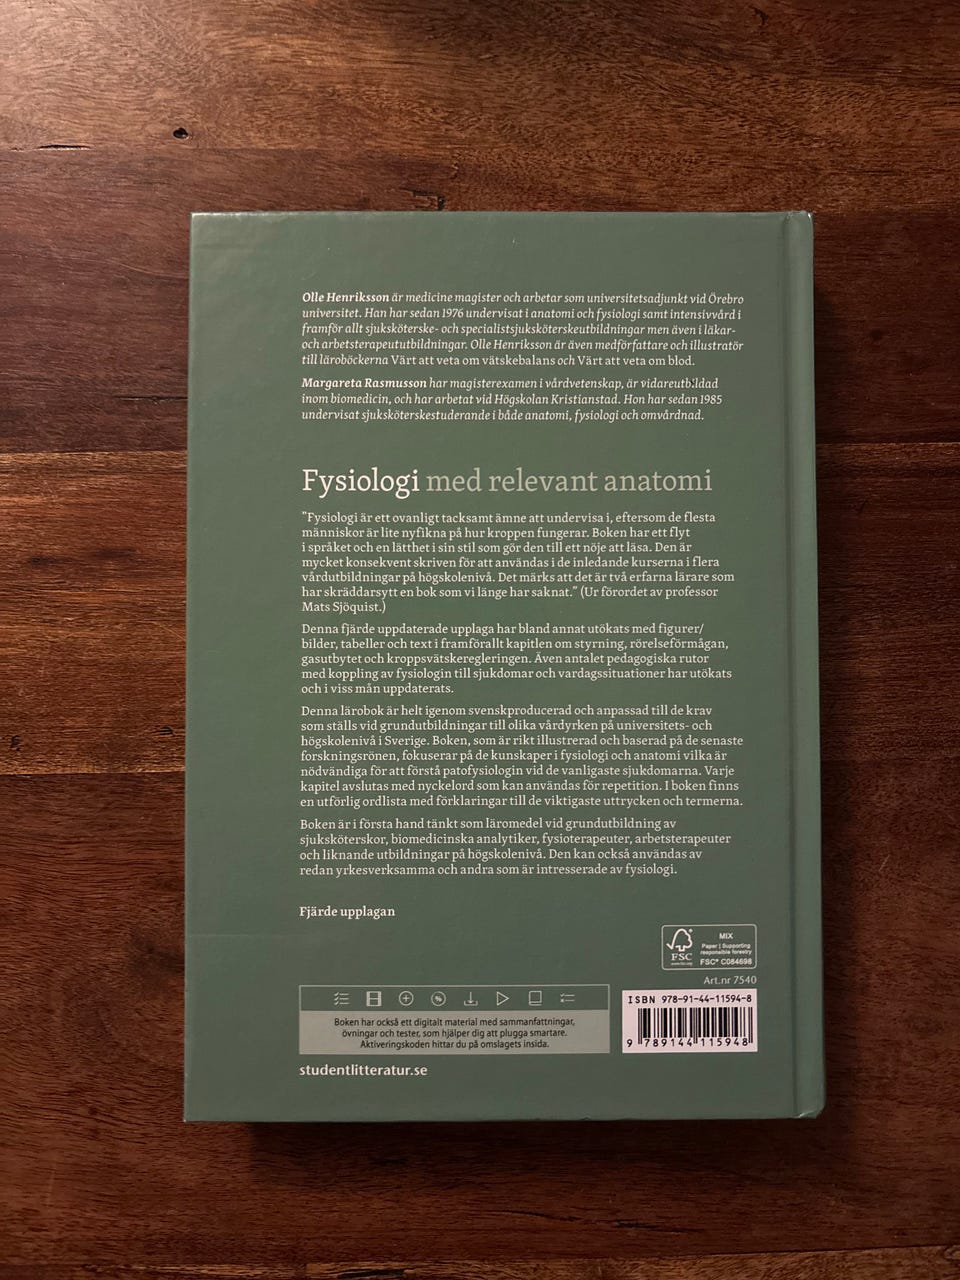 Olle Henriksson är medicine magister och arbetar som universitetsadjunkt vid Örebro
universitet. Han har sedan 1976 undervisat i anatomi och fysiologi samt intensivvård i
framför allt sjuksköterske- och specialistsjuksköterskeutbildningar men även i läkar-
och arbetsterapeututbildningar. Olle Henriksson är även medförfattare och illustratör
till läroböckerna Värt att veta om vätskebalans och Värt att veta om blod.
Margareta Rasmusson har magisterexamen i vårdvetenskap, är vidareutbildad
inom biomedicin, och har arbetat vid Högskolan Kristianstad. Hon har sedan 1985
undervisat sjuksköterskestuderande i både anatomi, fysiologi och omvårdnad.
Fysiologi med relevant anatomi
"Fysiologi är ett ovanligt tacksamt ämne att undervisa i, eftersom de flesta
människor är lite nyfikna på hur kroppen fungerar. Boken har ett flyt
i språket och en lätthet i sin stil som gör den till ett nöje att läsa. Den är
mycket konsekvent skriven för att användas i de inledande kurserna i flera
vårdutbildningar på högskolenivå. Det märks att det är två erfarna lärare som
har skräddarsytt en bok som vi länge har saknat." (Ur förordet av professor
Mats Sjöquist.)
Denna fjärde uppdaterade upplaga har bland annat utökats med figurer/
bilder, tabeller och text i framförallt kapitlen om styrning, rörelseförmågan,
gasutbytet och kroppsvätskeregleringen. Även antalet pedagogiska rutor
med koppling av fysiologin till sjukdomar och vardagssituationer har utökats
och i viss mån uppdaterats.
Denna lärobok är helt igenom svenskproducerad och anpassad till de krav
som ställs vid grundutbildningar till olika vårdyrken på universitets- och
högskolenivå i Sverige. Boken, som är rikt illustrerad och baserad på de senaste
forskningsrönen, fokuserar på de kunskaper i fysiologi och anatomi vilka är
nödvändiga för att förstå patofysiologin vid de vanligaste sjukdomarna. Varje
kapitel avslutas med nyckelord som kan användas för repetition. I boken finns
en utförlig ordlista med förklaringar till de viktigaste uttrycken och termerna.
Boken är i första hand tänkt som läromedel vid grundutbildning av
sjuksköterskor, biomedicinska analytiker, fysioterapeuter, arbetsterapeuter
och liknande utbildningar på högskolenivå. Den kan också användas av
redan yrkesverksamma och andra som är intresserade av fysiologi.
Fjärde upplagan
FSC
www.fsc.org
MIX
Paper | Supporting
responsible forestry
FSC® C084698
Art.nr 7540
Boken har också ett digitalt material med sammanfattningar,
övningar och tester, som hjälper dig att plugga smartare.
Aktiveringskoden hittar du på omslagets insida.
ISBN 978-91-44-11594-8
9 789144 115948
studentlitteratur.se